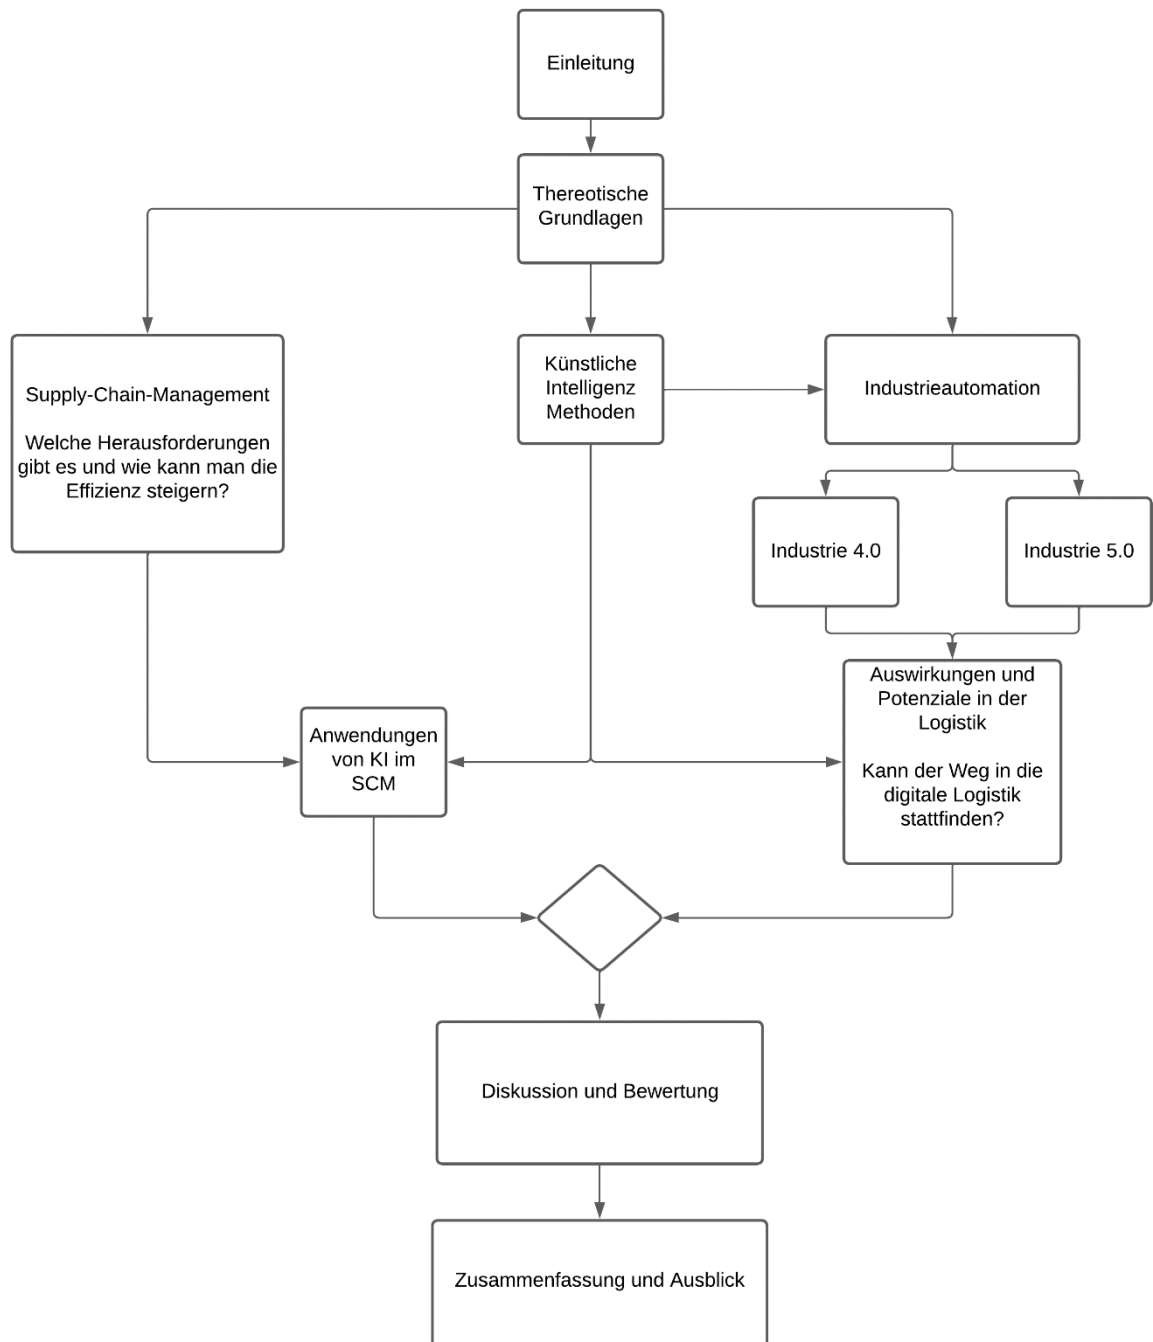 Einleitung
Thereotische
Grundlagen
Supply-Chain-Management
Welche Herausforderungen
gibt es und wie kann man die
Effizienz steigern?
Künstliche
Intelligenz
Methoden
Industrieautomation
Industrie 4.0
Industrie 5.0
Anwendungen
von KI im
SCM
Auswirkungen und
Potenziale in der
Logistik
Kann der Weg in die
digitale Logistik
stattfinden?
Diskussion und Bewertung
Zusammenfassung und Ausblick